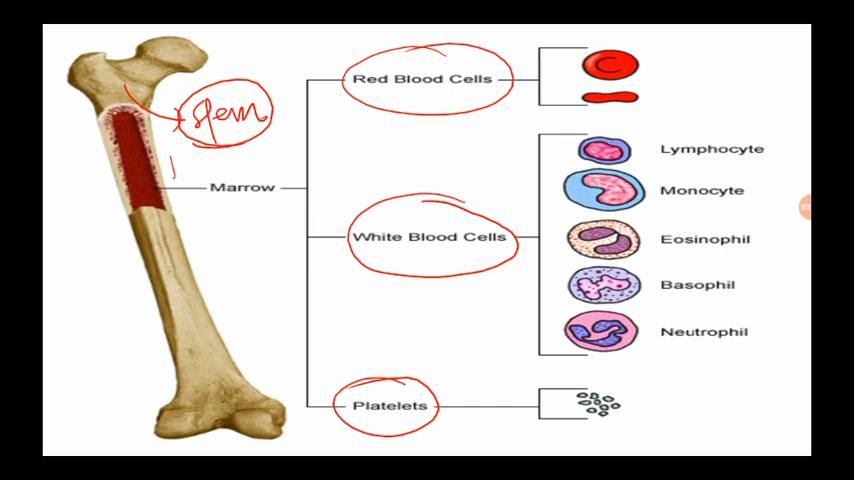 Red Blood Cells
stem
Lymphocyte
Marrow
Monocyte
White Blood Cells
Eosinophil
Basophil
Neutrophil
Platelets